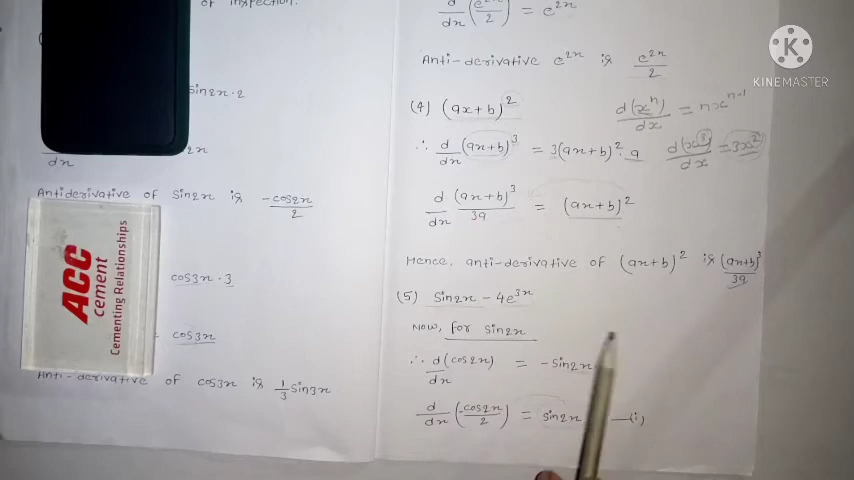 of inspection.
sin2x · 2
dx
Antiderivative of sin2x is -cos2x/2
cos3x · 3
= cos3x
Anti-derivative of cos3x is 1/3 sin3x
ACC
cement
Cementing Relationships
d/dx (e^2x/2) = e^2x
Anti-derivative e^2x is e^2x/2
(4) (ax+b)^2
d(x^n)/dx = nx^n-1
∴ d/dx (ax+b)^3 = 3(ax+b)^2 · a
d(x^3)/dx = 3x^2
d/dx (ax+b)^3/3a = (ax+b)^2
Hence, anti-derivative of (ax+b)^2 is (ax+b)^3/3a
(5) sin2x - 4e^3x
Now, for sin2x
∴ d/dx (cos2x) = -sin2x
d/dx (-cos2x/2) = sin2x —(i)
KINEMASTER